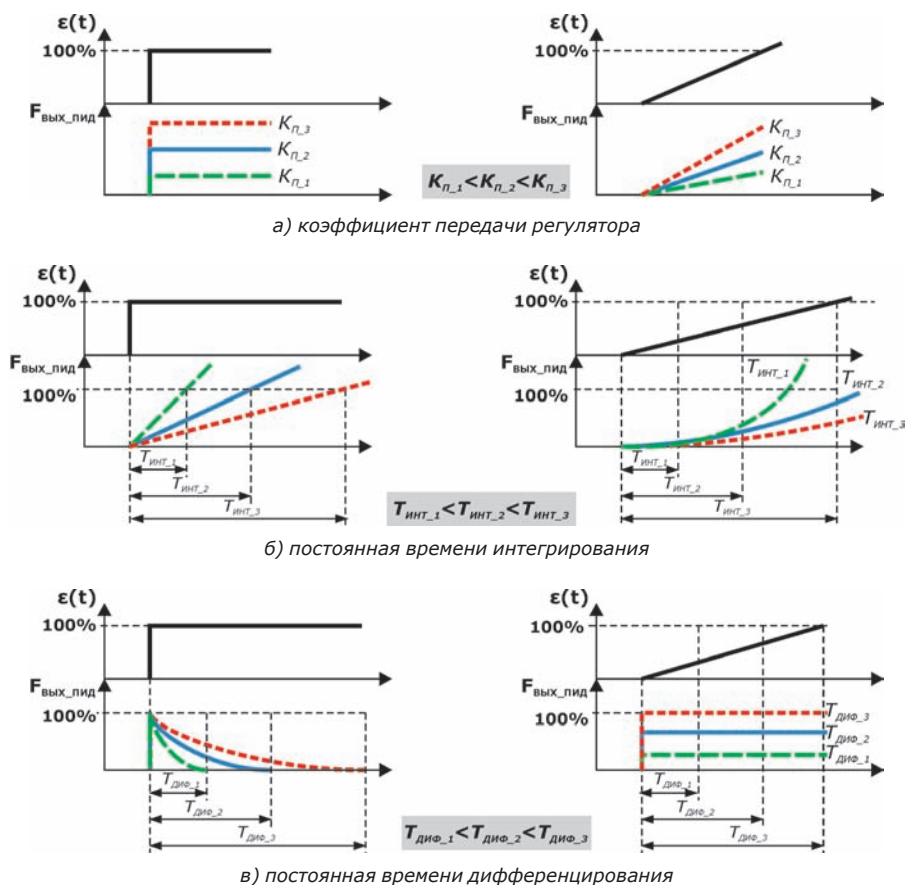 ε(t)
100%
F вых_пид
К П_3
К П_2
К П_1
ε(t)
100%
F вых_пид
К П_3
К П_2
К П_1
К П_1<К П_2<К П_3
а) коэффициент передачи регулятора
ε(t)
100%
F вых_пид
100%
Т ИНТ_1
Т ИНТ_2
Т ИНТ_3
ε(t)
100%
F вых_пид
100%
Т ИНТ_1
Т ИНТ_2
Т ИНТ_3
Т ИНТ_1
Т ИНТ_2
Т ИНТ_3
Т ИНТ_1<Т ИНТ_2<Т ИНТ_3
б) постоянная времени интегрирования
ε(t)
100%
F вых_пид
100%
Т ДИФ_1
Т ДИФ_2
Т ДИФ_3
ε(t)
100%
F вых_пид
100%
Т ДИФ_3
Т ДИФ_2
Т ДИФ_1
Т ДИФ_1
Т ДИФ_2
Т ДИФ_3
Т ДИФ_1<Т ДИФ_2<Т ДИФ_3
в) постоянная времени дифференцирования